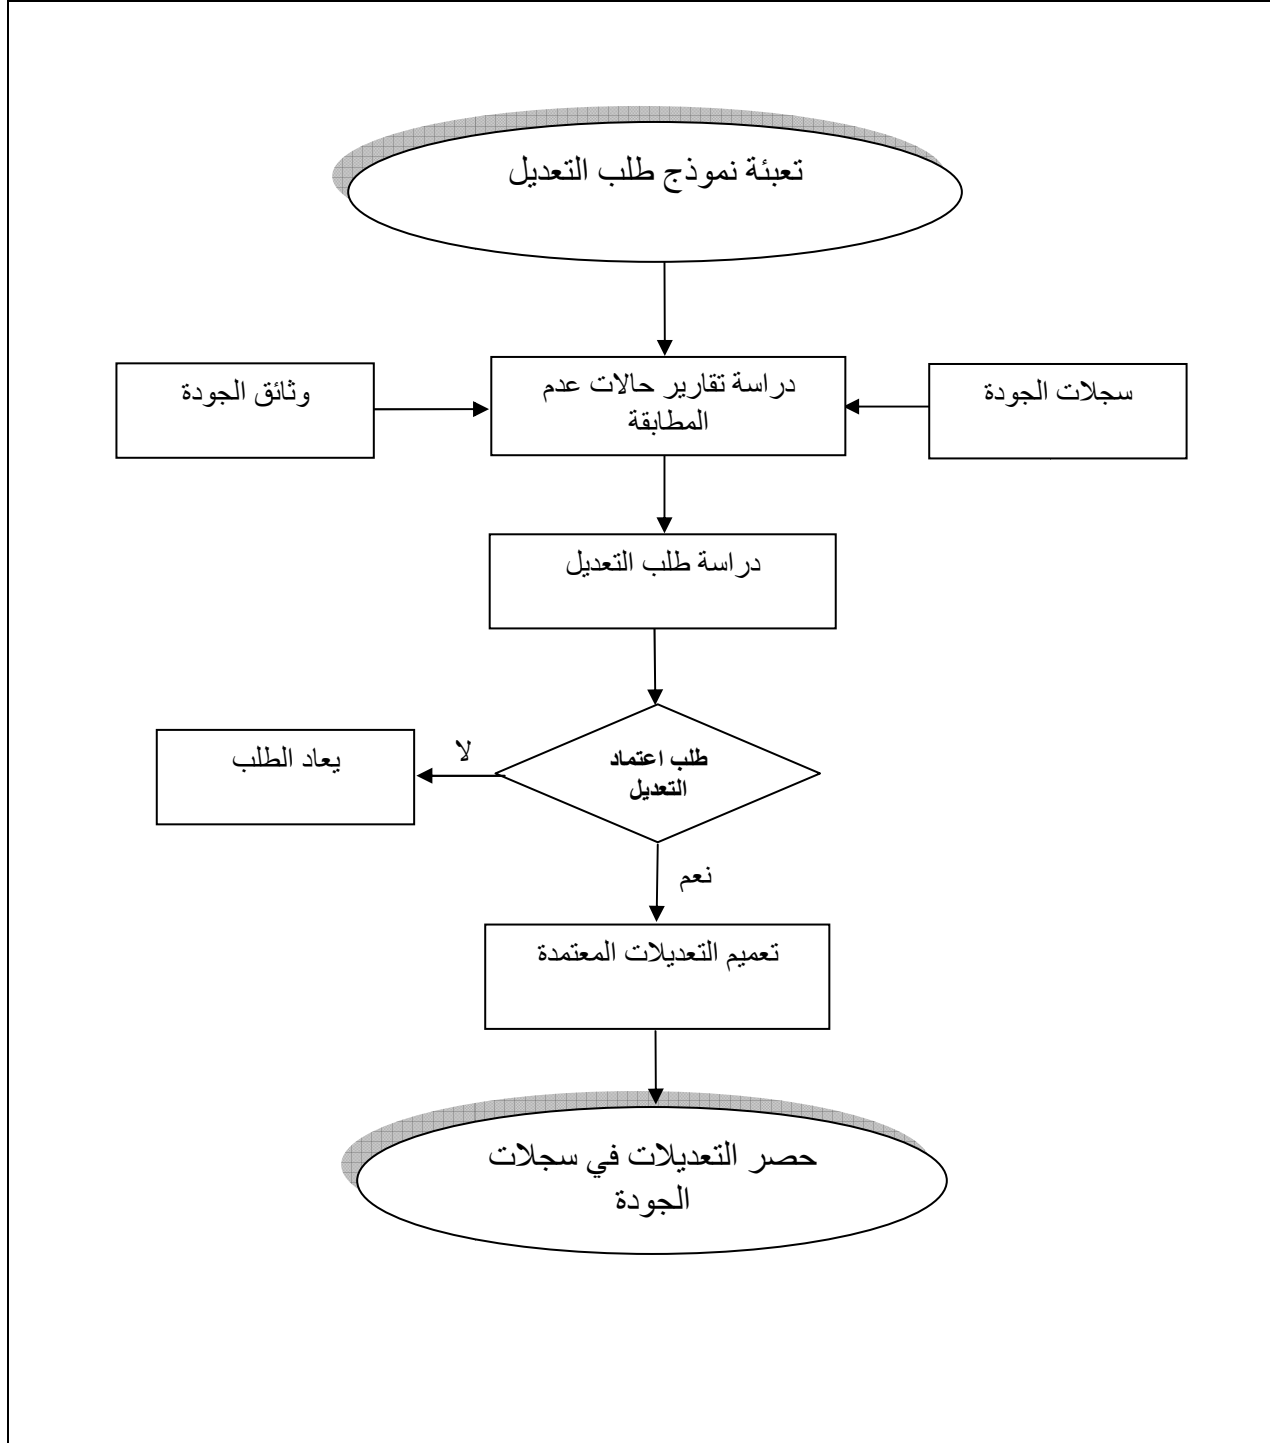 تعبئة نموذج طلب التعديل
سجلات الجودة
دراسة تقارير حالات عدم
المطابقة
وثائق الجودة
دراسة طلب التعديل
طلب اعتماد
التعديل
لا
يعاد الطلب
نعم
تعميم التعديلات المعتمدة
حصر التعديلات في سجلات
الجودة